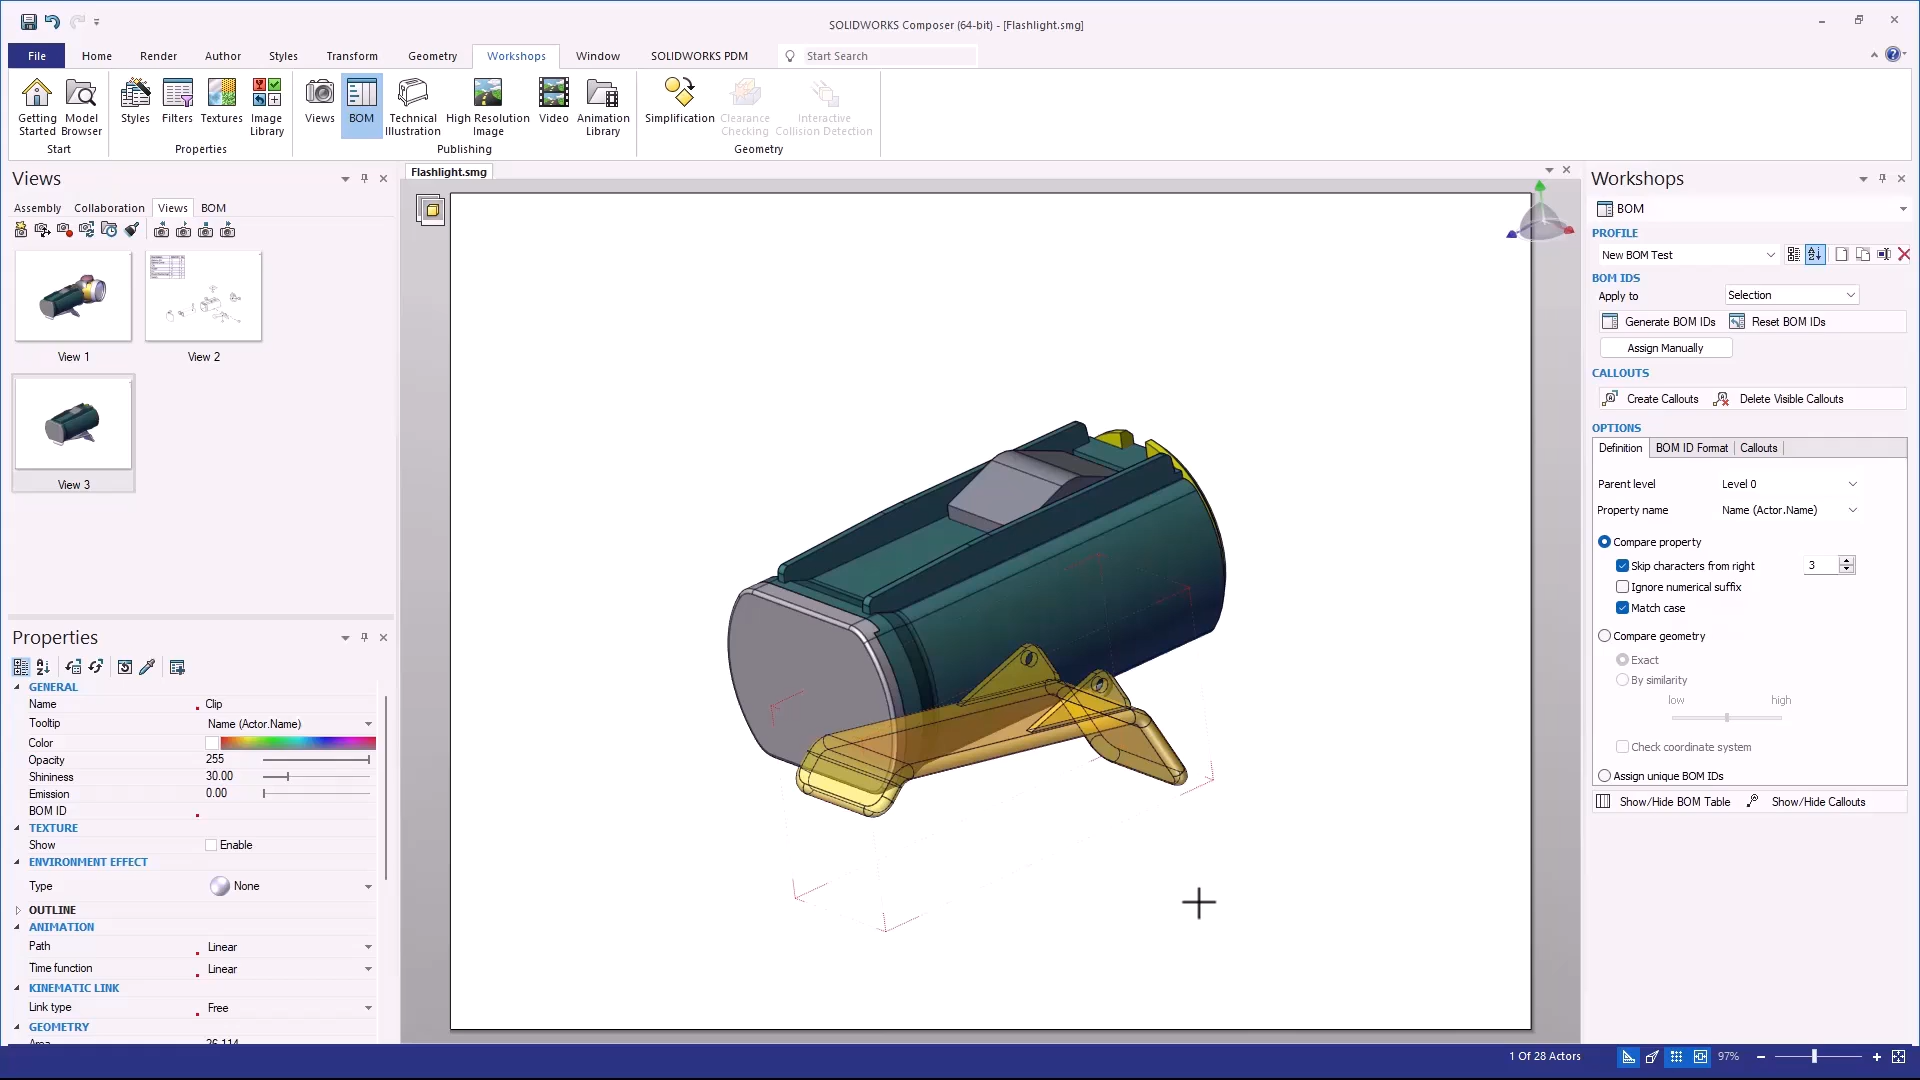 SOLIDWORKS Composer (64-bit) - [Flashlight.smg]
File
Home
Render
Author
Styles
Transform
Geometry
Workshops
Window
SOLIDWORKS PDM
Start Search
Getting Started
Model Browser
Styles
Filters
Textures
Image Library
Views
BOM
Technical Illustration
High Resolution Image
Video
Animation Library
Simplification
Clearance Checking
Interactive Collision Detection
Start
Properties
Publishing
Geometry
Views
Assembly
Collaboration
Views
BOM
View 1
View 2
View 3
Properties
GENERAL
Name
Clip
Tooltip
Name (Actor.Name)
Color
Opacity
255
Shininess
30.00
Emission
0.00
BOM ID
TEXTURE
Show
Enable
ENVIRONMENT EFFECT
Type
None
OUTLINE
ANIMATION
Path
Linear
Time function
Linear
KINEMATIC LINK
Link type
Free
GEOMETRY
Area
26.114
Flashlight.smg
Workshops
BOM
PROFILE
New BOM Test
BOM IDS
Apply to
Selection
Generate BOM IDs
Reset BOM IDs
Assign Manually
CALLOUTS
Create Callouts
Delete Visible Callouts
OPTIONS
Definition
BOM ID Format
Callouts
Parent level
Level 0
Property name
Name (Actor.Name)
Compare property
Skip characters from right
3
Ignore numerical suffix
Match case
Compare geometry
Exact
By similarity
low
high
Check coordinate system
Assign unique BOM IDs
Show/Hide BOM Table
Show/Hide Callouts
1 Of 28 Actors
97%